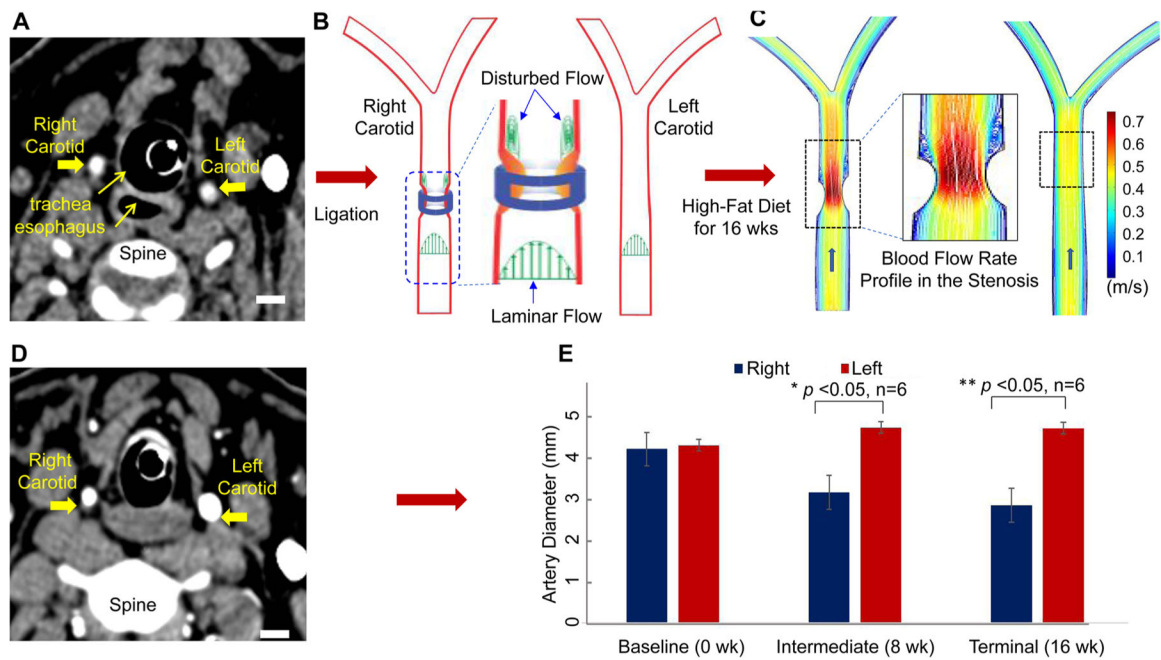 A
Right
Carotid
Left
Carotid
trachea
esophagus
Spine
B
Disturbed Flow
Right
Carotid
Left
Carotid
Ligation
Laminar Flow
High-Fat Diet
for 16 wks
C
0.7
0.6
0.5
0.4
0.3
0.2
0.1
(m/s)
Blood Flow Rate
Profile in the Stenosis
D
Right
Carotid
Left
Carotid
Spine
E
Right Left
* p <0.05, n=6
** p <0.05, n=6
Artery Diameter (mm)
5
4
3
2
1
0
Baseline (0 wk) Intermediate (8 wk) Terminal (16 wk)